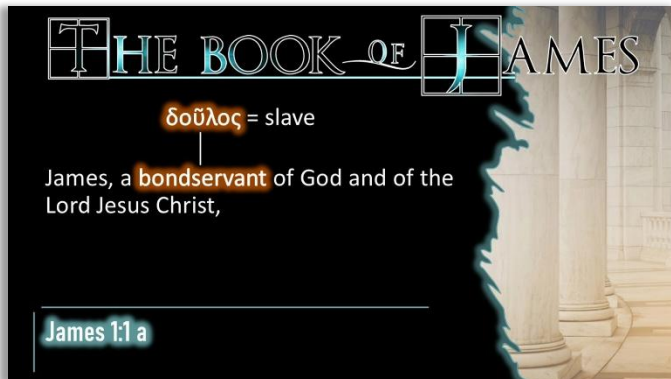 THE BOOK OF JAMES
δοῦλος = slave
James, a bondservant of God and of the
Lord Jesus Christ,
James 1:1 a